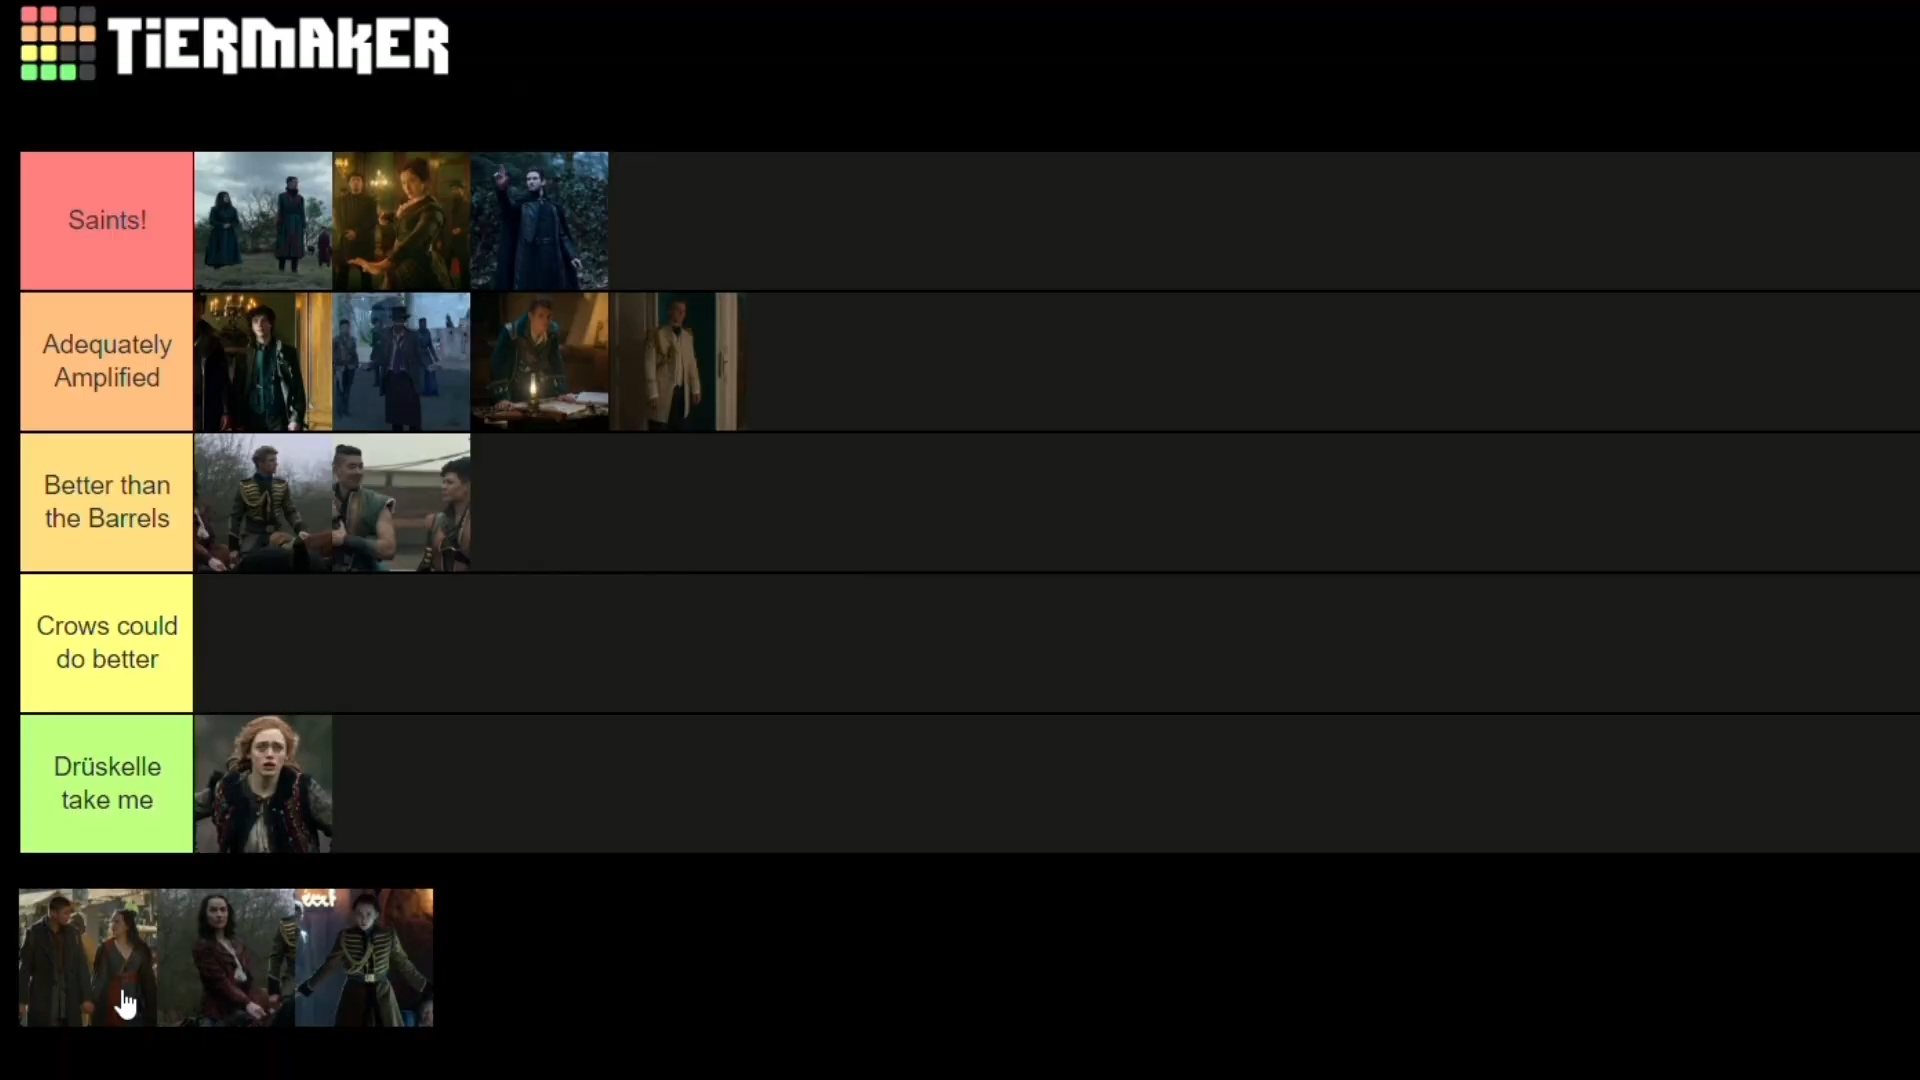 TIERMAKER
Saints!
Adequately
Amplified
Better than
the Barrels
Crows could
do better
Drüskelle
take me